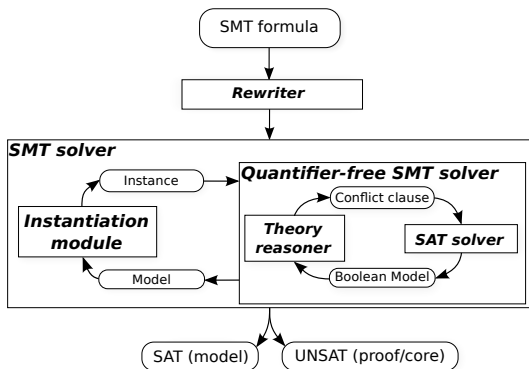 SMT formula
Rewriter
SMT solver
Instance
Quantifier-free SMT solver
Conflict clause
Instantiation
module
Theory
reasoner
SAT solver
Model
Boolean Model
SAT (model)
UNSAT (proof/core)